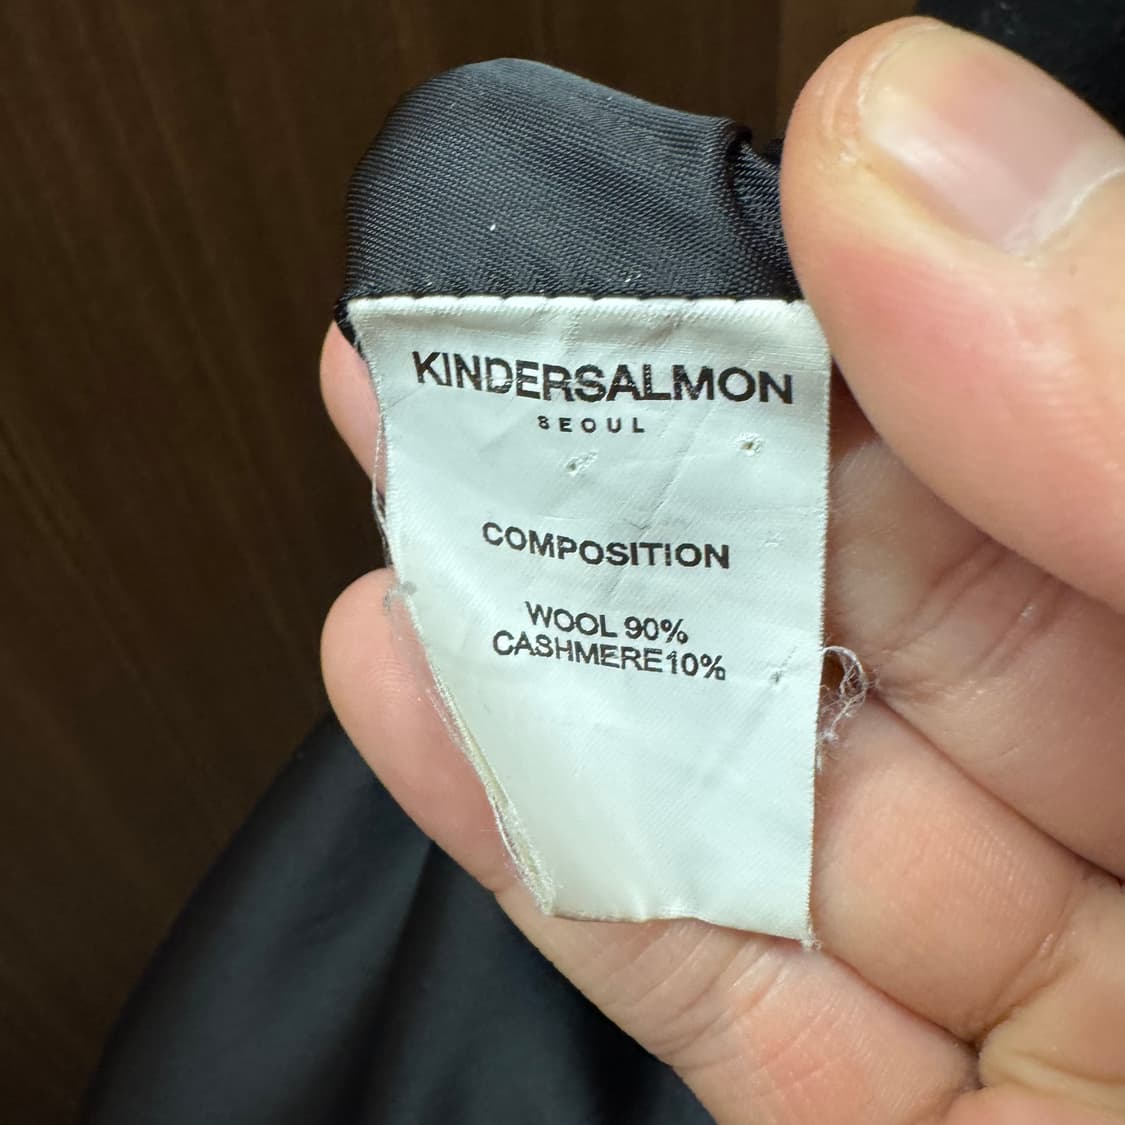 KINDERSALMON
SEOUL
COMPOSITION
WOOL 90%
CASHMERE10%